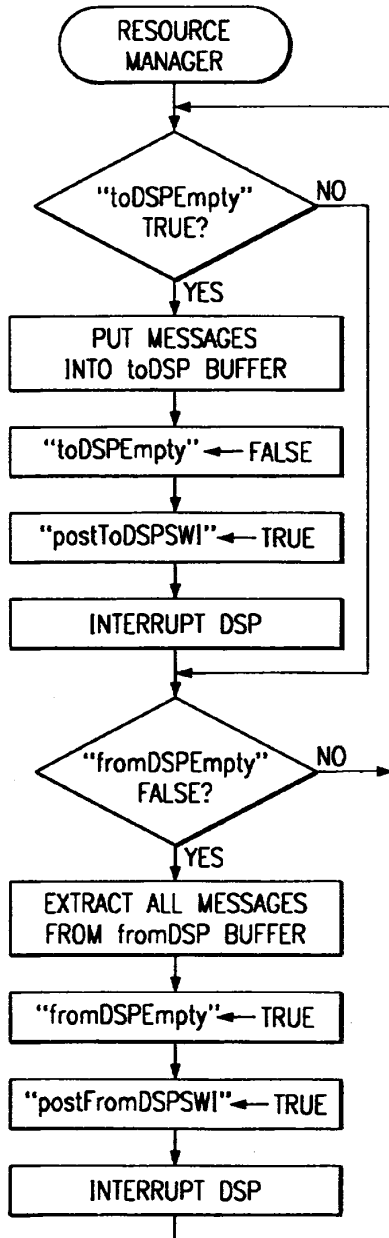 RESOURCE
MANAGER
"toDSPEmpty"
TRUE?
NO
YES
PUT MESSAGES
INTO toDSP BUFFER
"toDSPEmpty" ← FALSE
"postToDSPSWI" ← TRUE
INTERRUPT DSP
"fromDSPEmpty"
FALSE?
NO
YES
EXTRACT ALL MESSAGES
FROM fromDSP BUFFER
"fromDSPEmpty" ← TRUE
"postFromDSPSWI" ← TRUE
INTERRUPT DSP